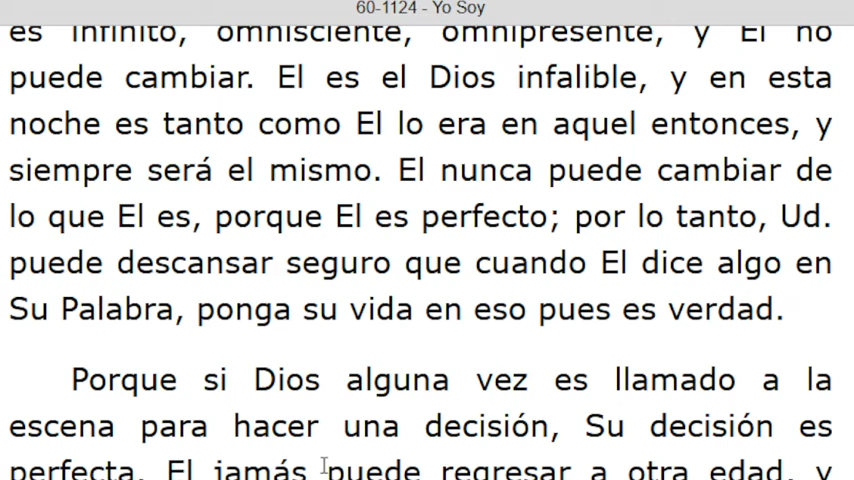 60-1124 - Yo Soy
es infinito, omnisciente, omnipresente, y El no
puede cambiar. El es el Dios infalible, y en esta
noche es tanto como El lo era en aquel entonces, y
siempre será el mismo. El nunca puede cambiar de
lo que El es, porque El es perfecto; por lo tanto, Ud.
puede descansar seguro que cuando El dice algo en
Su Palabra, ponga su vida en eso pues es verdad.
Porque si Dios alguna vez es llamado a la
escena para hacer una decisión, Su decisión es
perfecta. El jamás puede regresar a otra edad, y